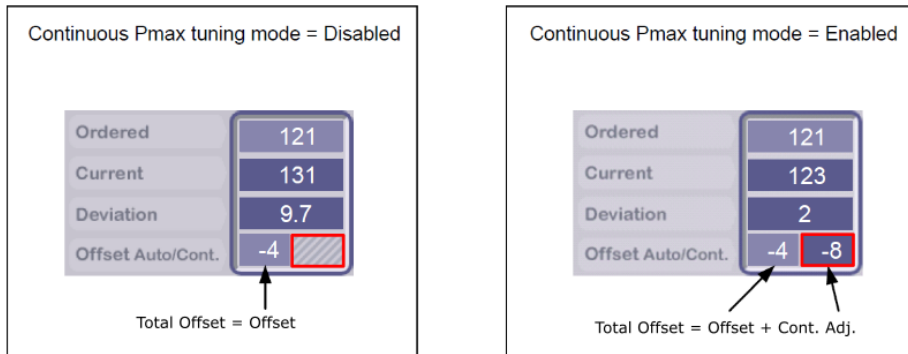 Continuous Pmax tuning mode = Disabled
Ordered 121
Current 131
Deviation 9.7
Offset Auto/Cont. -4
Total Offset = Offset
Continuous Pmax tuning mode = Enabled
Ordered 121
Current 123
Deviation 2
Offset Auto/Cont. -4 -8
Total Offset = Offset + Cont. Adj.